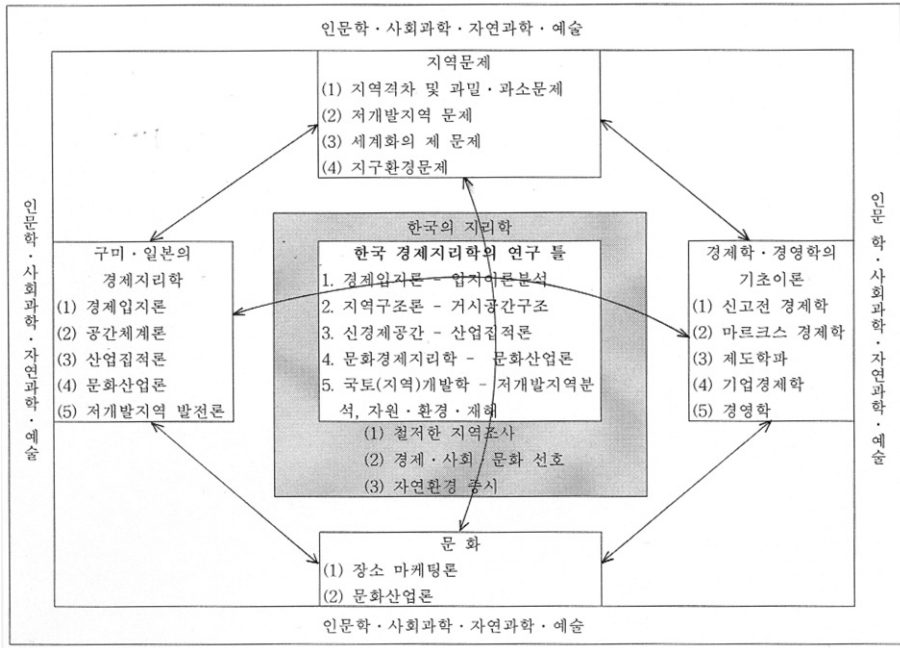 인문학·사회과학·자연과학·예술
지역문제
(1) 지역격차 및 과밀·과소문제
(2) 저개발지역 문제
(3) 세계화의 제 문제
(4) 지구환경문제
인문학·사회과학·자연과학·예술
구미·일본의
경제지리학
(1) 경제입지론
(2) 공간체계론
(3) 산업집적론
(4) 문화산업론
(5) 저개발지역 발전론
한국의 지리학
한국 경제지리학의 연구 틀
1. 경제입지론 - 입지이론분석
2. 지역구조론 - 거시공간구조
3. 신경제공간 - 산업집적론
4. 문화경제지리학 - 문화산업론
5. 국토(지역)개발학 - 저개발지역분
석, 자원·환경·재해
(1) 철저한 지역조사
(2) 경제·사회·문화 선호
(3) 자연환경 중시
경제학·경영학의
기초이론
(1) 신고전 경제학
(2) 마르크스 경제학
(3) 제도학파
(4) 기업경제학
(5) 경영학
인문학·사회과학·자연과학·예술
문화
(1) 장소 마케팅론
(2) 문화산업론
인문학·사회과학·자연과학·예술